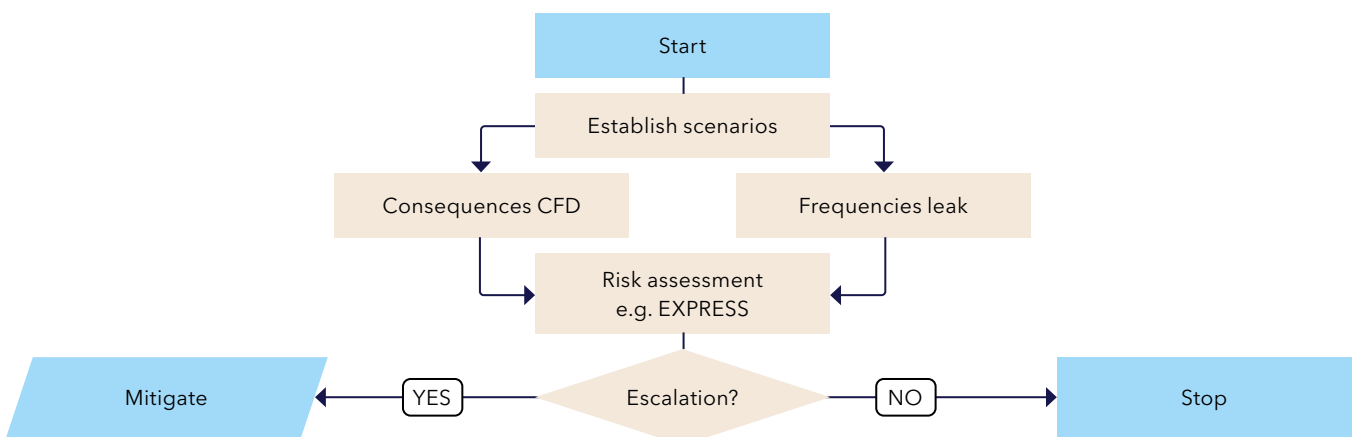 Start
Establish scenarios
Consequences CFD
Frequencies leak
Risk assessment
e.g. EXPRESS
Mitigate
YES
Escalation?
NO
Stop